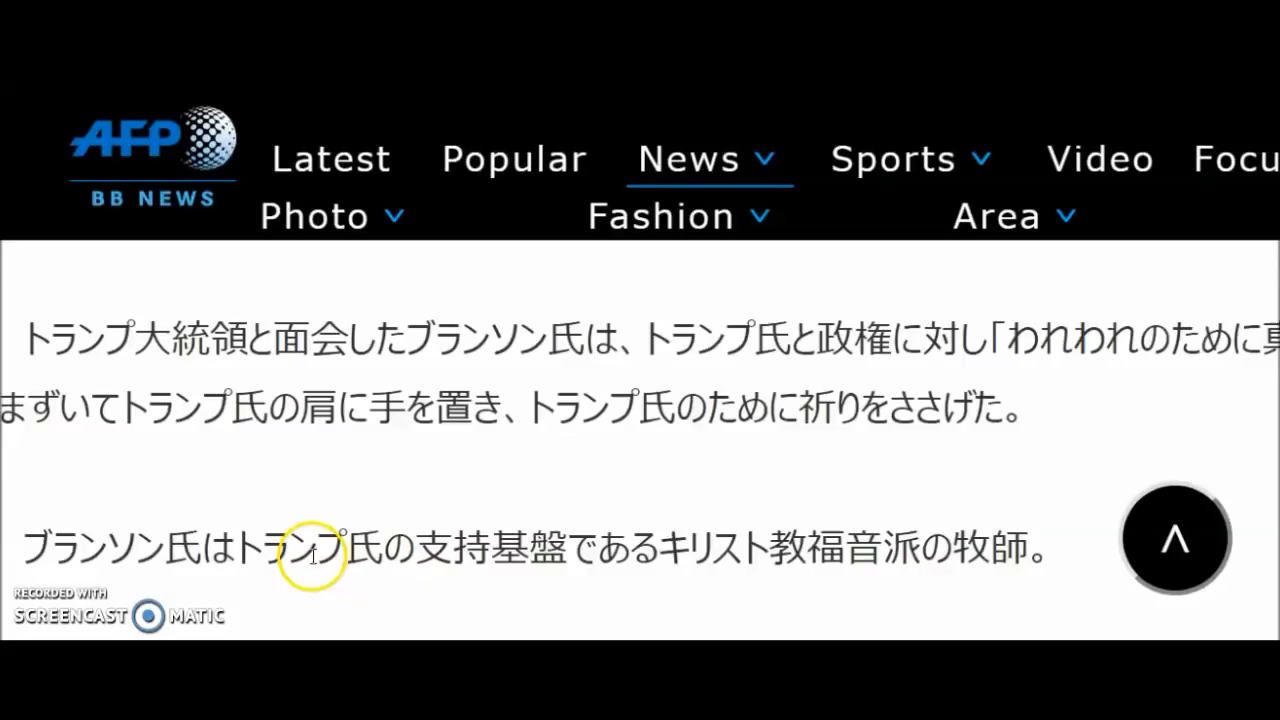 AFP
BB NEWS
Latest Popular News Sports Video Focu
Photo Fashion Area
トランプ大統領と面会したブランソン氏は、トランプ氏と政権に対し「われわれのために
まずいてトランプ氏の肩に手を置き、トランプ氏のために祈りをささげた。
ブランソン氏はトランプ氏の支持基盤であるキリスト教福音派の牧師。
RECORDED WITH
SCREENCAST MATIC